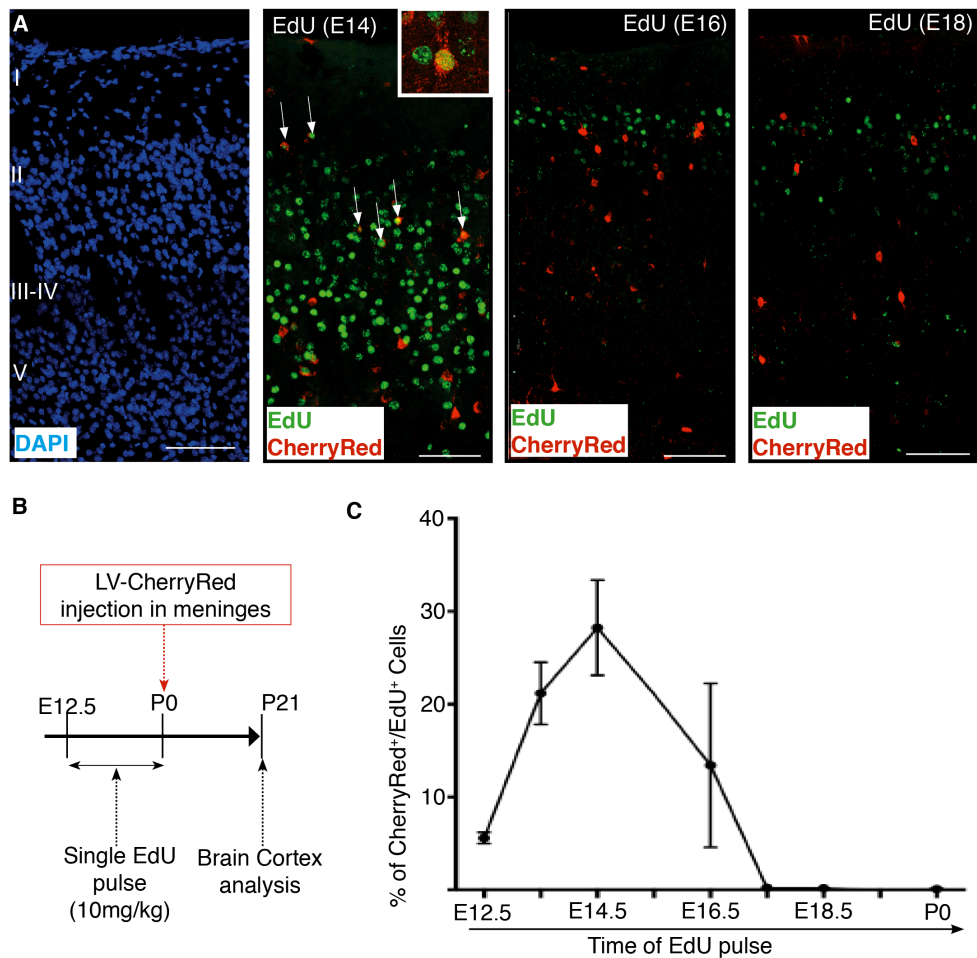 A
I
II
III-IV
V
DAPI
EdU (E14)
EdU
CherryRed
EdU (E16)
EdU
CherryRed
EdU (E18)
EdU
CherryRed
B
LV-CherryRed
injection in meninges
E12.5
P0
P21
Single EdU
pulse
(10mg/kg)
Brain Cortex
analysis
C
% of CherryRed⁺/EdU⁺ Cells
40
30
20
10
E12.5
E14.5
E16.5
E18.5
P0
Time of EdU pulse